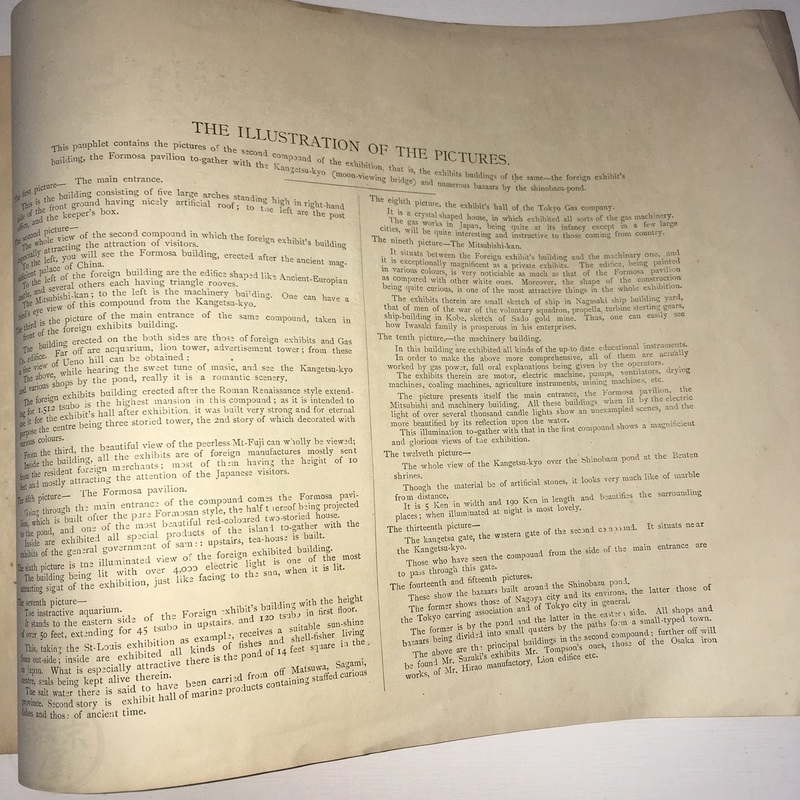 THE ILLUSTRATION OF THE PICTURES.
This pamphlet contains the pictures of the second compound of the exhibition, that is, the exhibits buildings of the same—the foreign exhibit's
building, the Formosa pavilion to-gather with the Kangetsu-kyo (moon-viewing bridge) and numerous bazaars by the shinobazu-pond.
first picture— The main entrance.
This is the building consisting of five large arches standing high in right-hand
side of the front ground having nicely artificial roof; to the left are the post
and the keeper's box.
second picture—
The whole view of the second compound in which the foreign exhibit's building
especially attracting the attraction of visitors.
To the left, you will see the Formosa building, erected after the ancient mag-
palace of China.
To the left of the foreign building are the edifice shaped like Ancient-Europian
and several others each having triangle rooves.
The Mitsubishi-kan; to the left is the machinery building. One can have a
eye view of this compound from the Kangetsu-kyo.
third is the picture of the main entrance of the same compound, taken in
front of the foreign exhibits building.
The building erected on the both sides are those of foreign exhibits and Gas
Co. edifice. Far off are acquarium, lion tower, advertisement tower; from these
a fine view of Ueno hill can be obtained:
The above, while hearing the sweet tune of music, and see the Kangetsu-kyo
and various shops by the pond, really it is a romantic scenery.
The foreign exhibits building erected after the Roman Renaissance style extend-
ing for 1,512 tsubo is the highest mansion in this compound; as it is intended to
use it for the exhibit's hall after exhibition, it was built very strong and for eternal
purpose the centre being three storied tower, the 2nd story of which decorated with
various colours.
From the third, the beautiful view of the peerless Mt-Fuji can wholly be viewed;
Inside the building, all the exhibits are of foreign manufactures mostly sent
from the resident foreign merchants; most of them having the height of 10
feet and mostly attracting the attention of the Japanese visitors.
fifth picture— The Formosa pavilion.
Going through the main entrance of the compound comes the Formosa pavi-
lion, which is built ofter the pure Formosan style, the half thereof being projected
to the pond, and one of the most beautiful red-coloured two-storied house.
Inside are exhibited all special products of the island to-gather with the
exhibits of the general government of same: upstairs, tea-house is built.
sixth picture is the illuminated view of the foreign exhibited building.
The building being lit with over 4,000 electric light is one of the most
attracting sight of the exhibition, just like facing to the sun, when it is lit.
seventh picture—
The instructive aquarium.
It stands to the eastern side of the Foreign exhibit's building with the height
of over 50 feet, extending for 45 tsubo in upstairs, and 120 tsubo in first floor.
This, taking the St-Louis exhibition as example, receives a suitable sun-shine
from out-side; inside are exhibited all kinds of fishes and shell-fisher living
in Japan. What is especially attractive there is the pond of 14 feet square in the
centre, seals being kept alive therein.
The salt water there is said to have been carried from off Matsuwa, Sagami,
province. Second story is exhibit hall of marine products containing staffed curious
fishes and those of ancient time.
The eighth picture, the exhibit's hall of the Tokyo Gas company.
It is a crystal shaped house, in which exhibited all sorts of the gas machinery.
The gas works in Japan, being quite at its infancy except in a few large
cities, will be quite interesting and instructive to those coming from country.
The nineth picture—The Mitsubishi-kan.
It situats between the Foreign exhibit's building and the machinary one, and
it is exceptionally magnificent as a private exhibits. The edifice, being painted
in various colours, is very noticiable as much as that of the Formosa pavilion
as compared with other white ones. Moreover, the shape of the construction
being quite curious, is one of the most attractive things in the whole exhibition.
The exhibits therein are small sketch of ship in Nagasaki ship building yard,
that of men of the war of the voluntary squadron, propella, turbine sterring gears,
ship-building in Kobe, sketch of Sado gold mine. Thus, one can easily see
how Iwasaki family is prosperous in his enterprises.
The tenth picture,—the machinery building.
In this building are exhibited all kinds of the up-to date educational instruments.
In order to make the above more comprehensive, all of them are actually
worked by gas power, full oral explanations being given by the operators.
The exhibits therein are motor, electric machine, pumps, ventilators, drying
machines, coaling machines, agriculture instruments, mining machines, etc.
The picture presents itself the main entrance, the Formosa pavilion, the
Mitsubishi and machinery building. All these buildings when lit by the electric
light of over several thousand candle lights show an unexampled scenes, and the
more beautified by its reflection upon the water.
This illumination to-gather with that in the first compound shows a magnificent
and glorious views of the exhibition.
The twelveth picture—
The whole view of the Kangetsu-kyo over the Shinobazu pond at the Benten
shrines.
Though the material be of artificial stones, it looks very much like of marble
from distance,
It is 5 Ken in width and 190 Ken in length and beautifies the surrounding
places; when illuminated at night is most lovely.
The thirteenth picture—
The kangetsu gate, the western gate of the second compound. It situats near
the Kangetsu-kyo.
Those who have seen the compound from the side of the main entrance are
to pass through this gate.
The fourteenth and fifteenth pictures.
These show the bazaars built around the Shinobazu pond.
The former shows those of Nagoya city and its environs, the latter those of
the Tokyo carving association and of Tokyo city in general.
The former is by the pond and the latter in the eastern side. All shops and
bazaars being divided into small quaters by the paths form a small-typed town.
The above are the principal buildings in the second compound; further off will
be found Mr. Sazaki's exhibits Mr. Tompson's ones, those of the Osaka iron
works, of Mr. Hirao manufactory, Lion edifice etc.